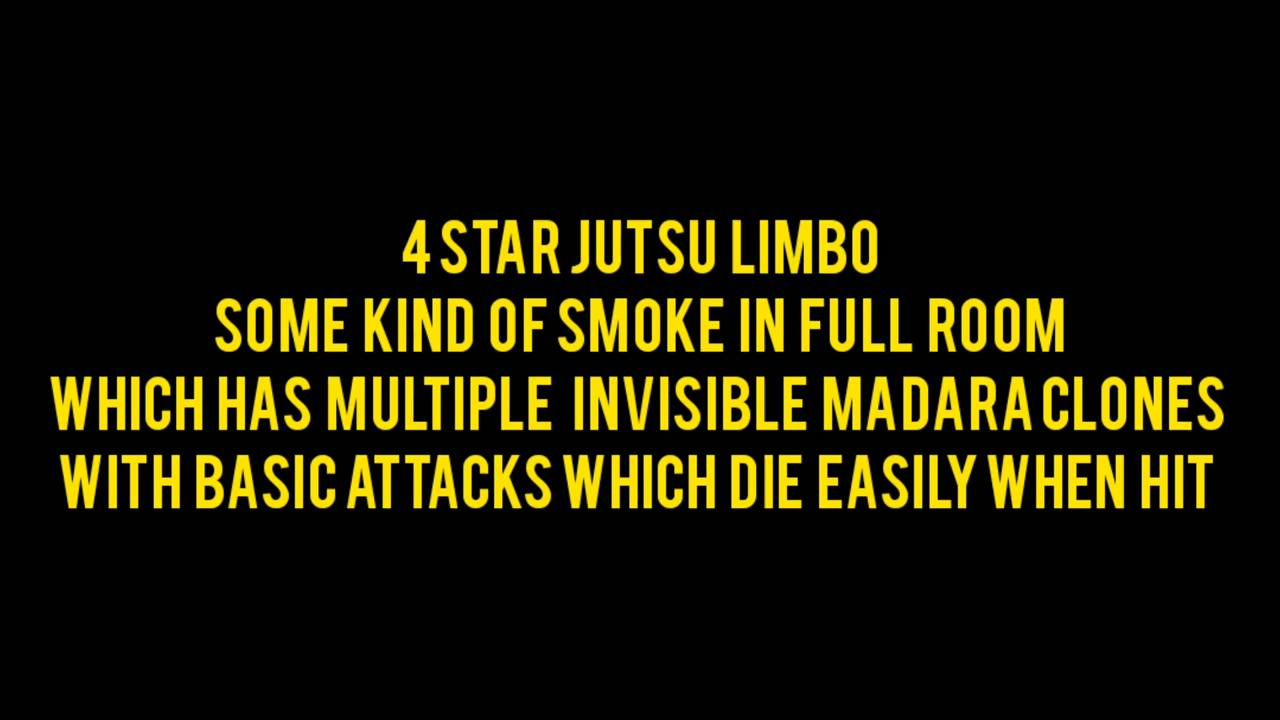 4 STAR JUTSU LIMBO
SOME KIND OF SMOKE IN FULL ROOM
WHICH HAS MULTIPLE INVISIBLE MADARA CLONES
WITH BASIC ATTACKS WHICH DIE EASILY WHEN HIT